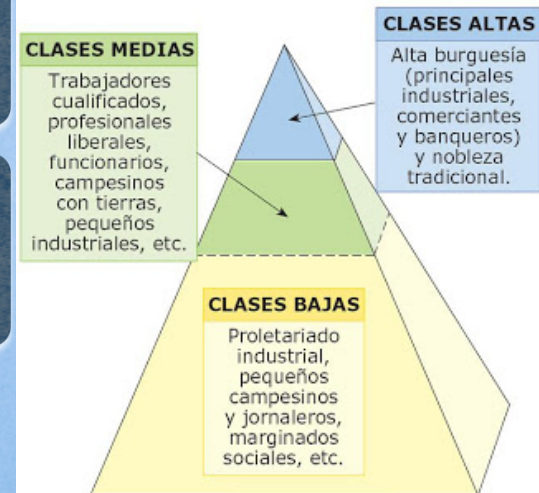 CLASES MEDIAS
Trabajadores
cualificados,
profesionales
liberales,
funcionarios,
campesinos
con tierras,
pequeños
industriales, etc.
CLASES ALTAS
Alta burguesía
(principales
industriales,
comerciantes
y banqueros)
y nobleza
tradicional.
CLASES BAJAS
Proletariado
industrial,
pequeños
campesinos
y jornaleros,
marginados
sociales, etc.